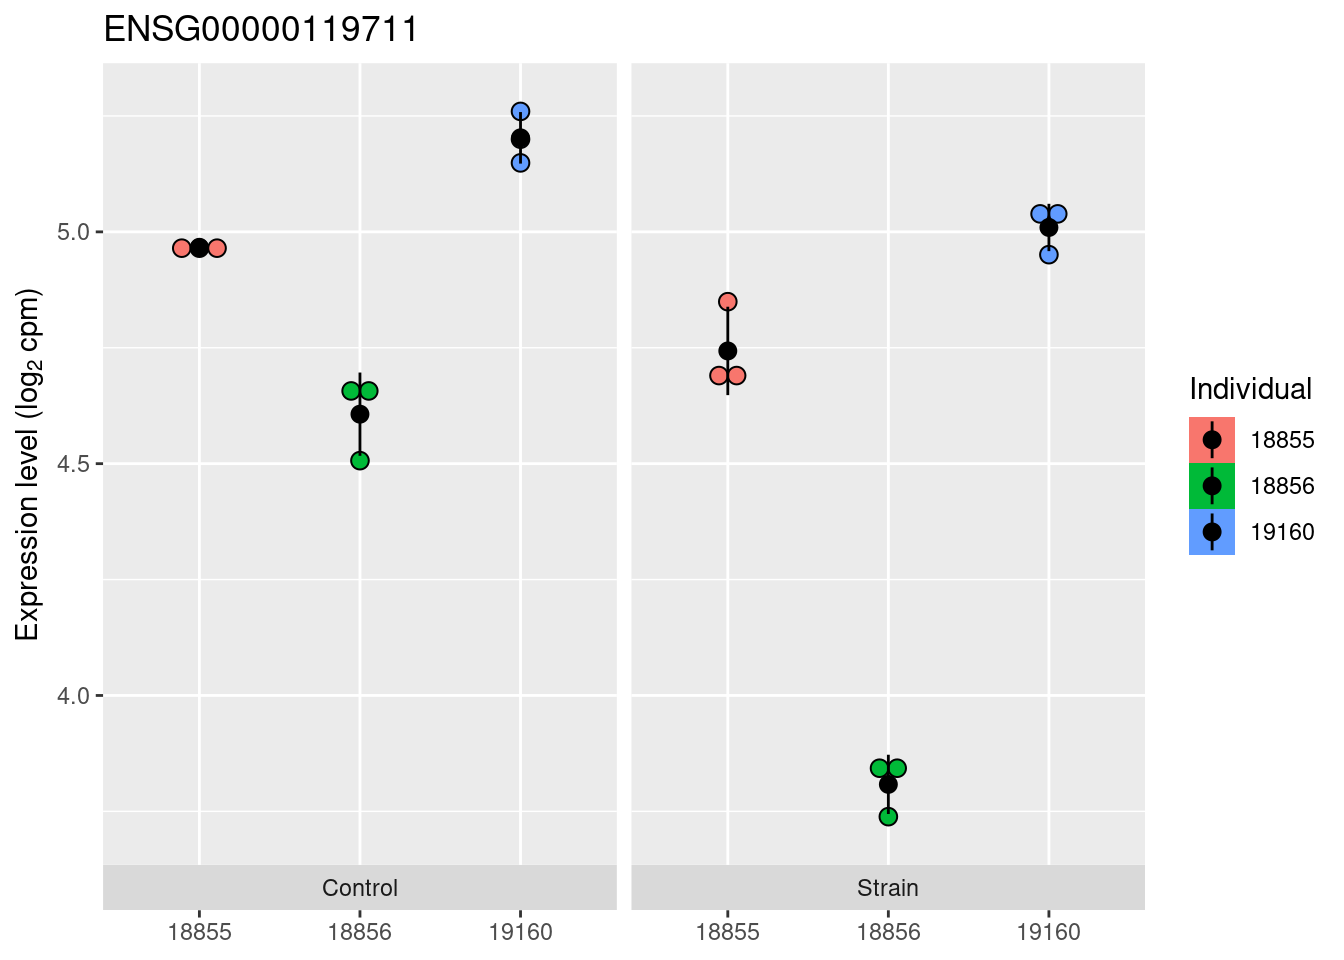 ENSG00000119711
Expression level (log₂ cpm)
5.0
4.5
4.0
Control
Strain
18855 18856 19160
18855 18856 19160
Individual
18855
18856
19160